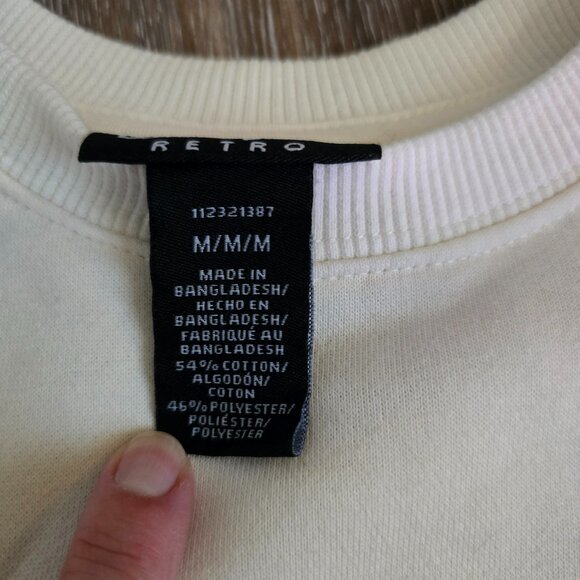 RETRO
112321387
M/M/M
MADE IN
BANGLADESH/
HECHO EN
BANGLADESH/
FABRIQUÉ AU
BANGLADESH
54% COTTON/
ALGODÓN/
COTON
46% POLYESTER/
POLIÉSTER/
POLYESTER